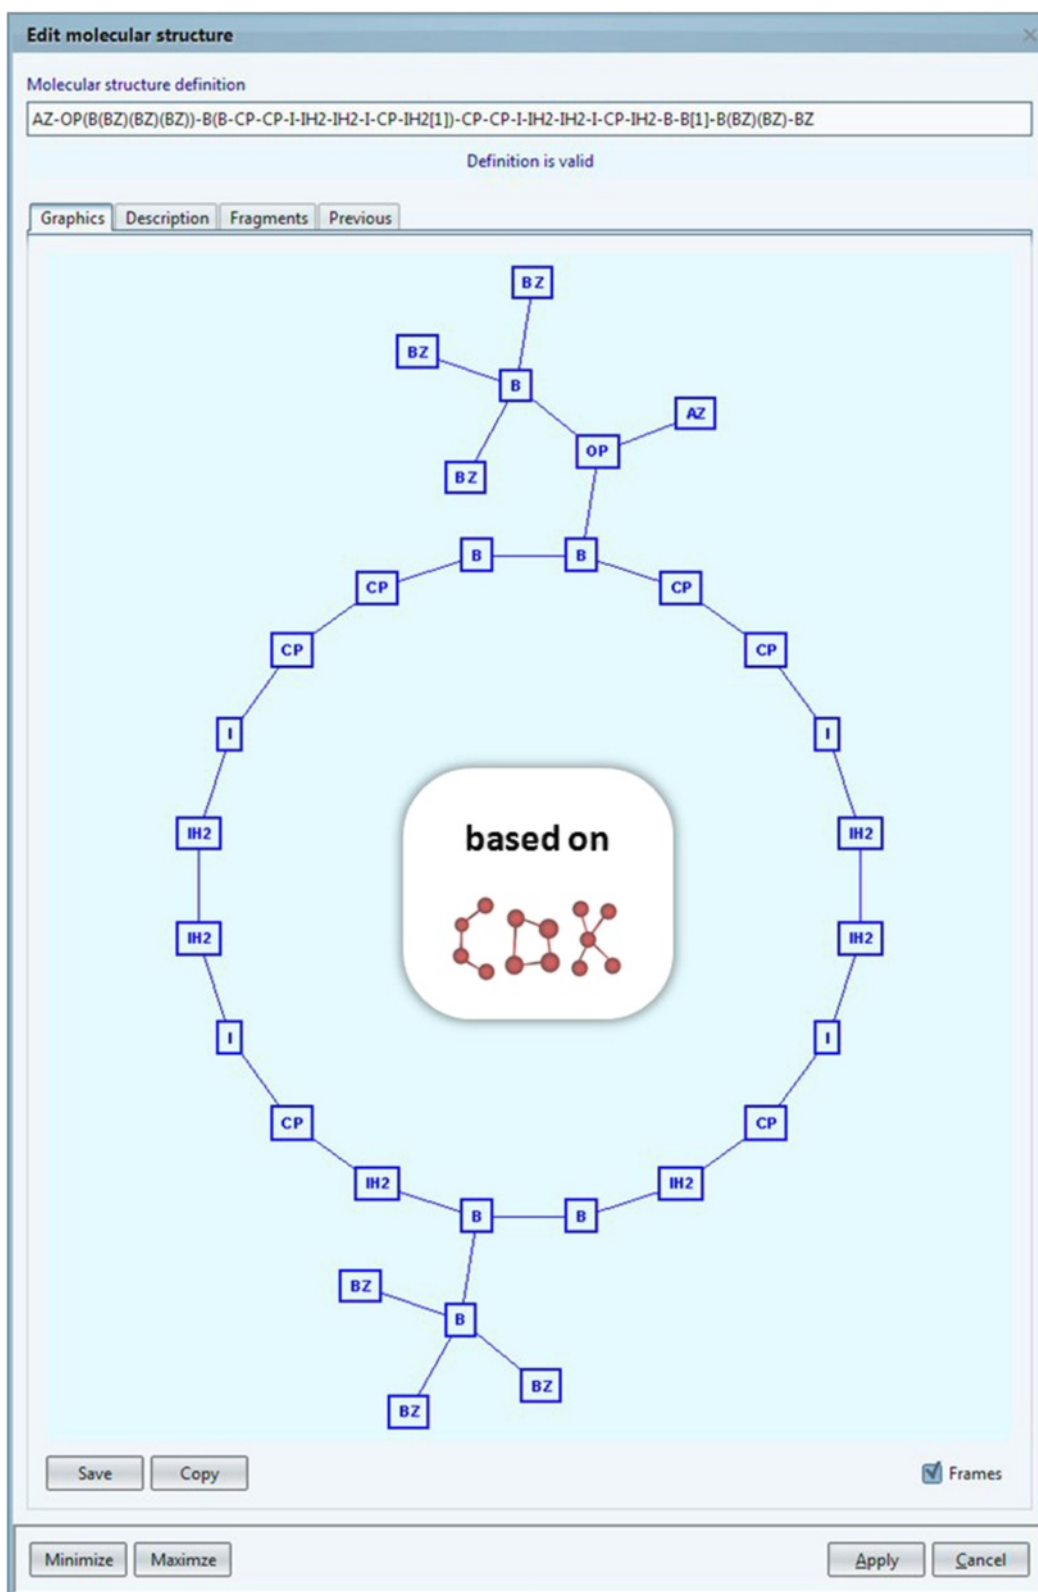 Edit molecular structure
Molecular structure definition
AZ-OP(B(BZ)(BZ)(BZ))-B(B-CP-CP-I-IH2-IH2-I-CP-IH2[1])-CP-CP-I-IH2-IH2-I-CP-IH2-B-B[1]-B(BZ)(BZ)-BZ
Definition is valid
Graphics Description Fragments Previous
BZ
BZ
B
AZ
OP
BZ
B B
CP CP
CP CP
I I
IH2 IH2
based on
CDK
IH2 IH2
I I
CP CP
IH2 IH2
B B
BZ
B
BZ
BZ
Save Copy Frames
Minimize Maximze Apply Cancel